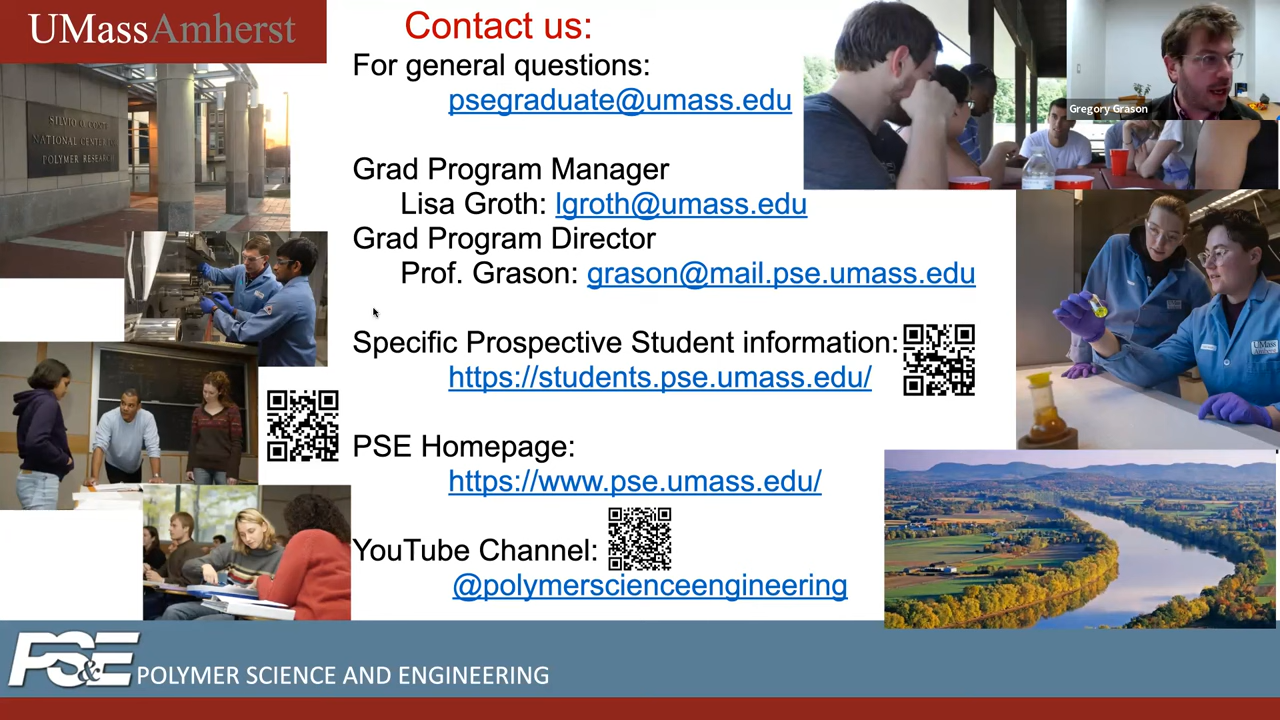 UMassAmherst
Contact us:
For general questions:
psegraduate@umass.edu
Gregory Grason
SILVIO O. CONTE
NATIONAL CENTER
POLYMER RESEARCH
Grad Program Manager
Lisa Groth: lgroth@umass.edu
Grad Program Director
Prof. Grason: grason@mail.pse.umass.edu
Specific Prospective Student information:
https://students.pse.umass.edu/
UMass
PSE Homepage:
https://www.pse.umass.edu/
YouTube Channel:
@polymerscienceengineering
PS&E
POLYMER SCIENCE AND ENGINEERING